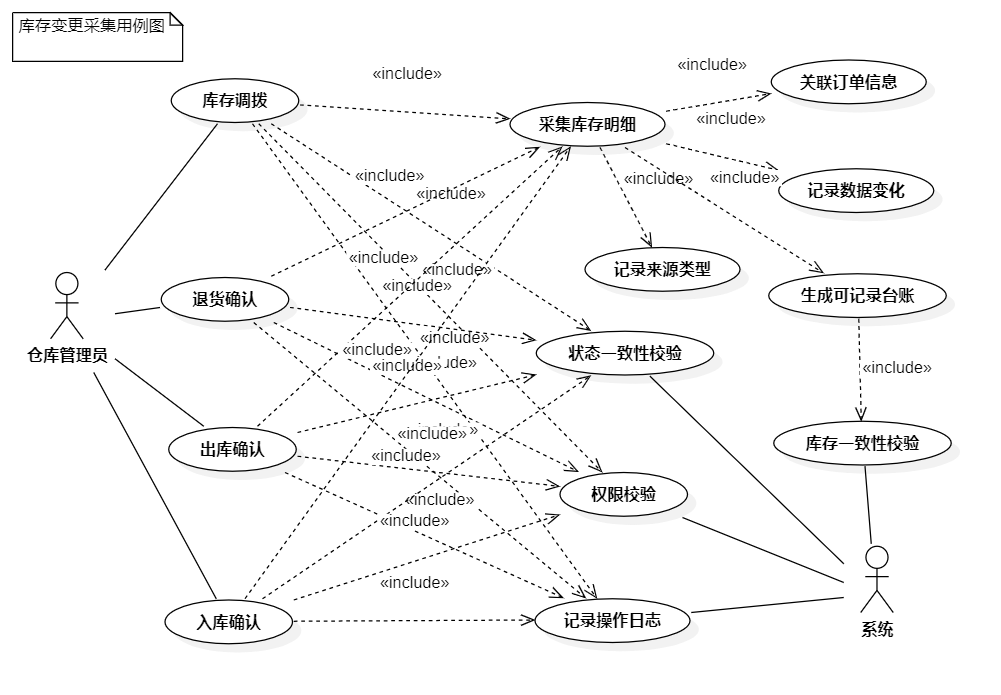 库存变更采集用例图
«include»
«include»
关联订单信息
库存调拨
采集库存明细
«include»
«include»
«include»
«include»
记录数据变化
«include»
«include»
«include»
记录来源类型
«include»
退货确认
生成可记录台账
仓库管理员
«include»
«include»
«include»
状态一致性校验
«include»
«include»
出库确认
«include»
库存一致性校验
权限校验
«include»
«include»
«include»
入库确认
记录操作日志
系统